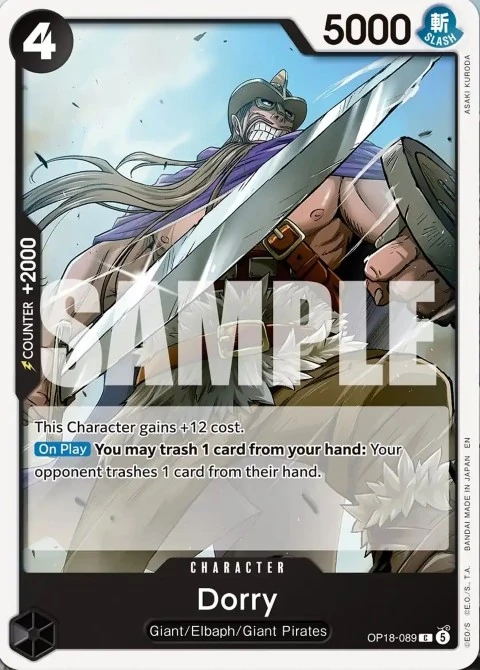 4
5000
斬
SLASH
ASAKI KURODA
COUNTER +2000
SAMPLE
This Character gains +12 cost.
On Play You may trash 1 card from your hand: Your
opponent trashes 1 card from their hand.
CHARACTER
Dorry
Giant/Elbaph/Giant Pirates
OP18-089 C 5
©E.O/S ©E.O./S., T.A. BANDAI MADE IN JAPAN EN